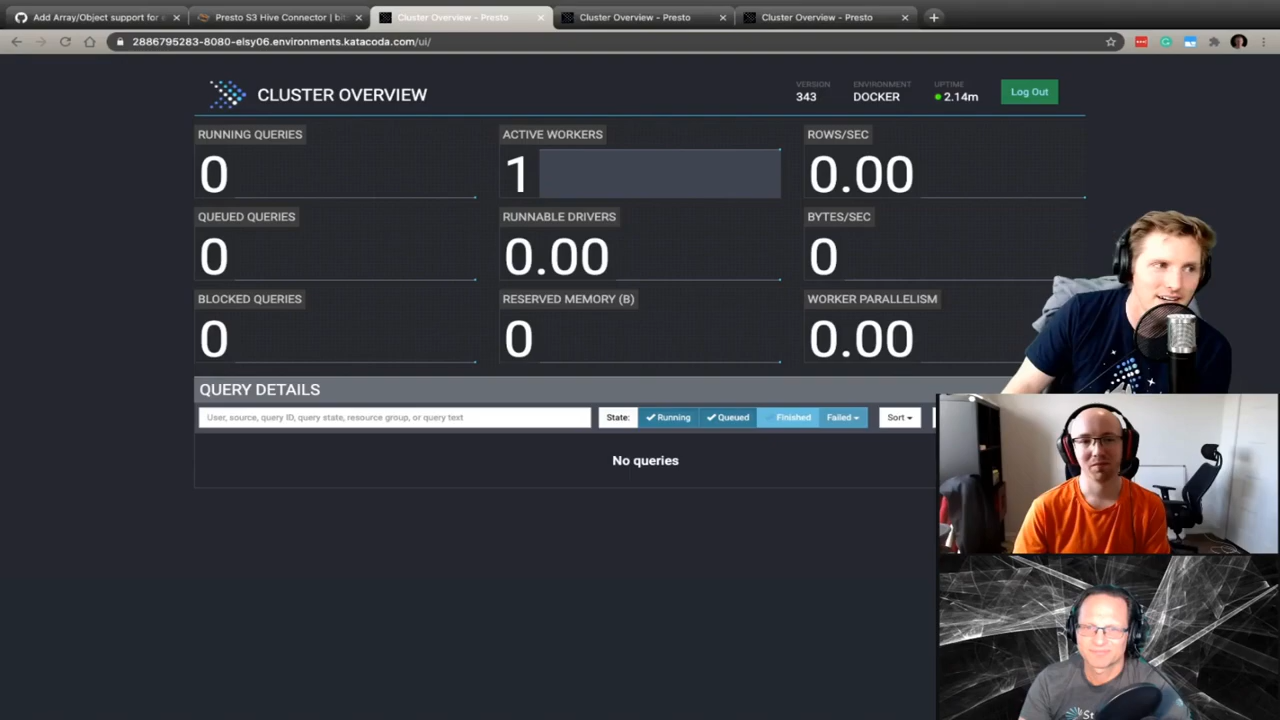 Add Array/Object support for e
Presto S3 Hive Connector | bit
Cluster Overview - Presto
Cluster Overview - Presto
Cluster Overview - Presto
2886795283-8080-elsy06.environments.katacoda.com/ui/
CLUSTER OVERVIEW
VERSION
343
ENVIRONMENT
DOCKER
UPTIME
2.14m
Log Out
RUNNING QUERIES
0
ACTIVE WORKERS
1
ROWS/SEC
0.00
QUEUED QUERIES
0
RUNNABLE DRIVERS
0.00
BYTES/SEC
0
BLOCKED QUERIES
0
RESERVED MEMORY (B)
0
WORKER PARALLELISM
0.00
QUERY DETAILS
User, source, query ID, query state, resource group, or query text
State:
Running
Queued
Finished
Failed
Sort
No queries